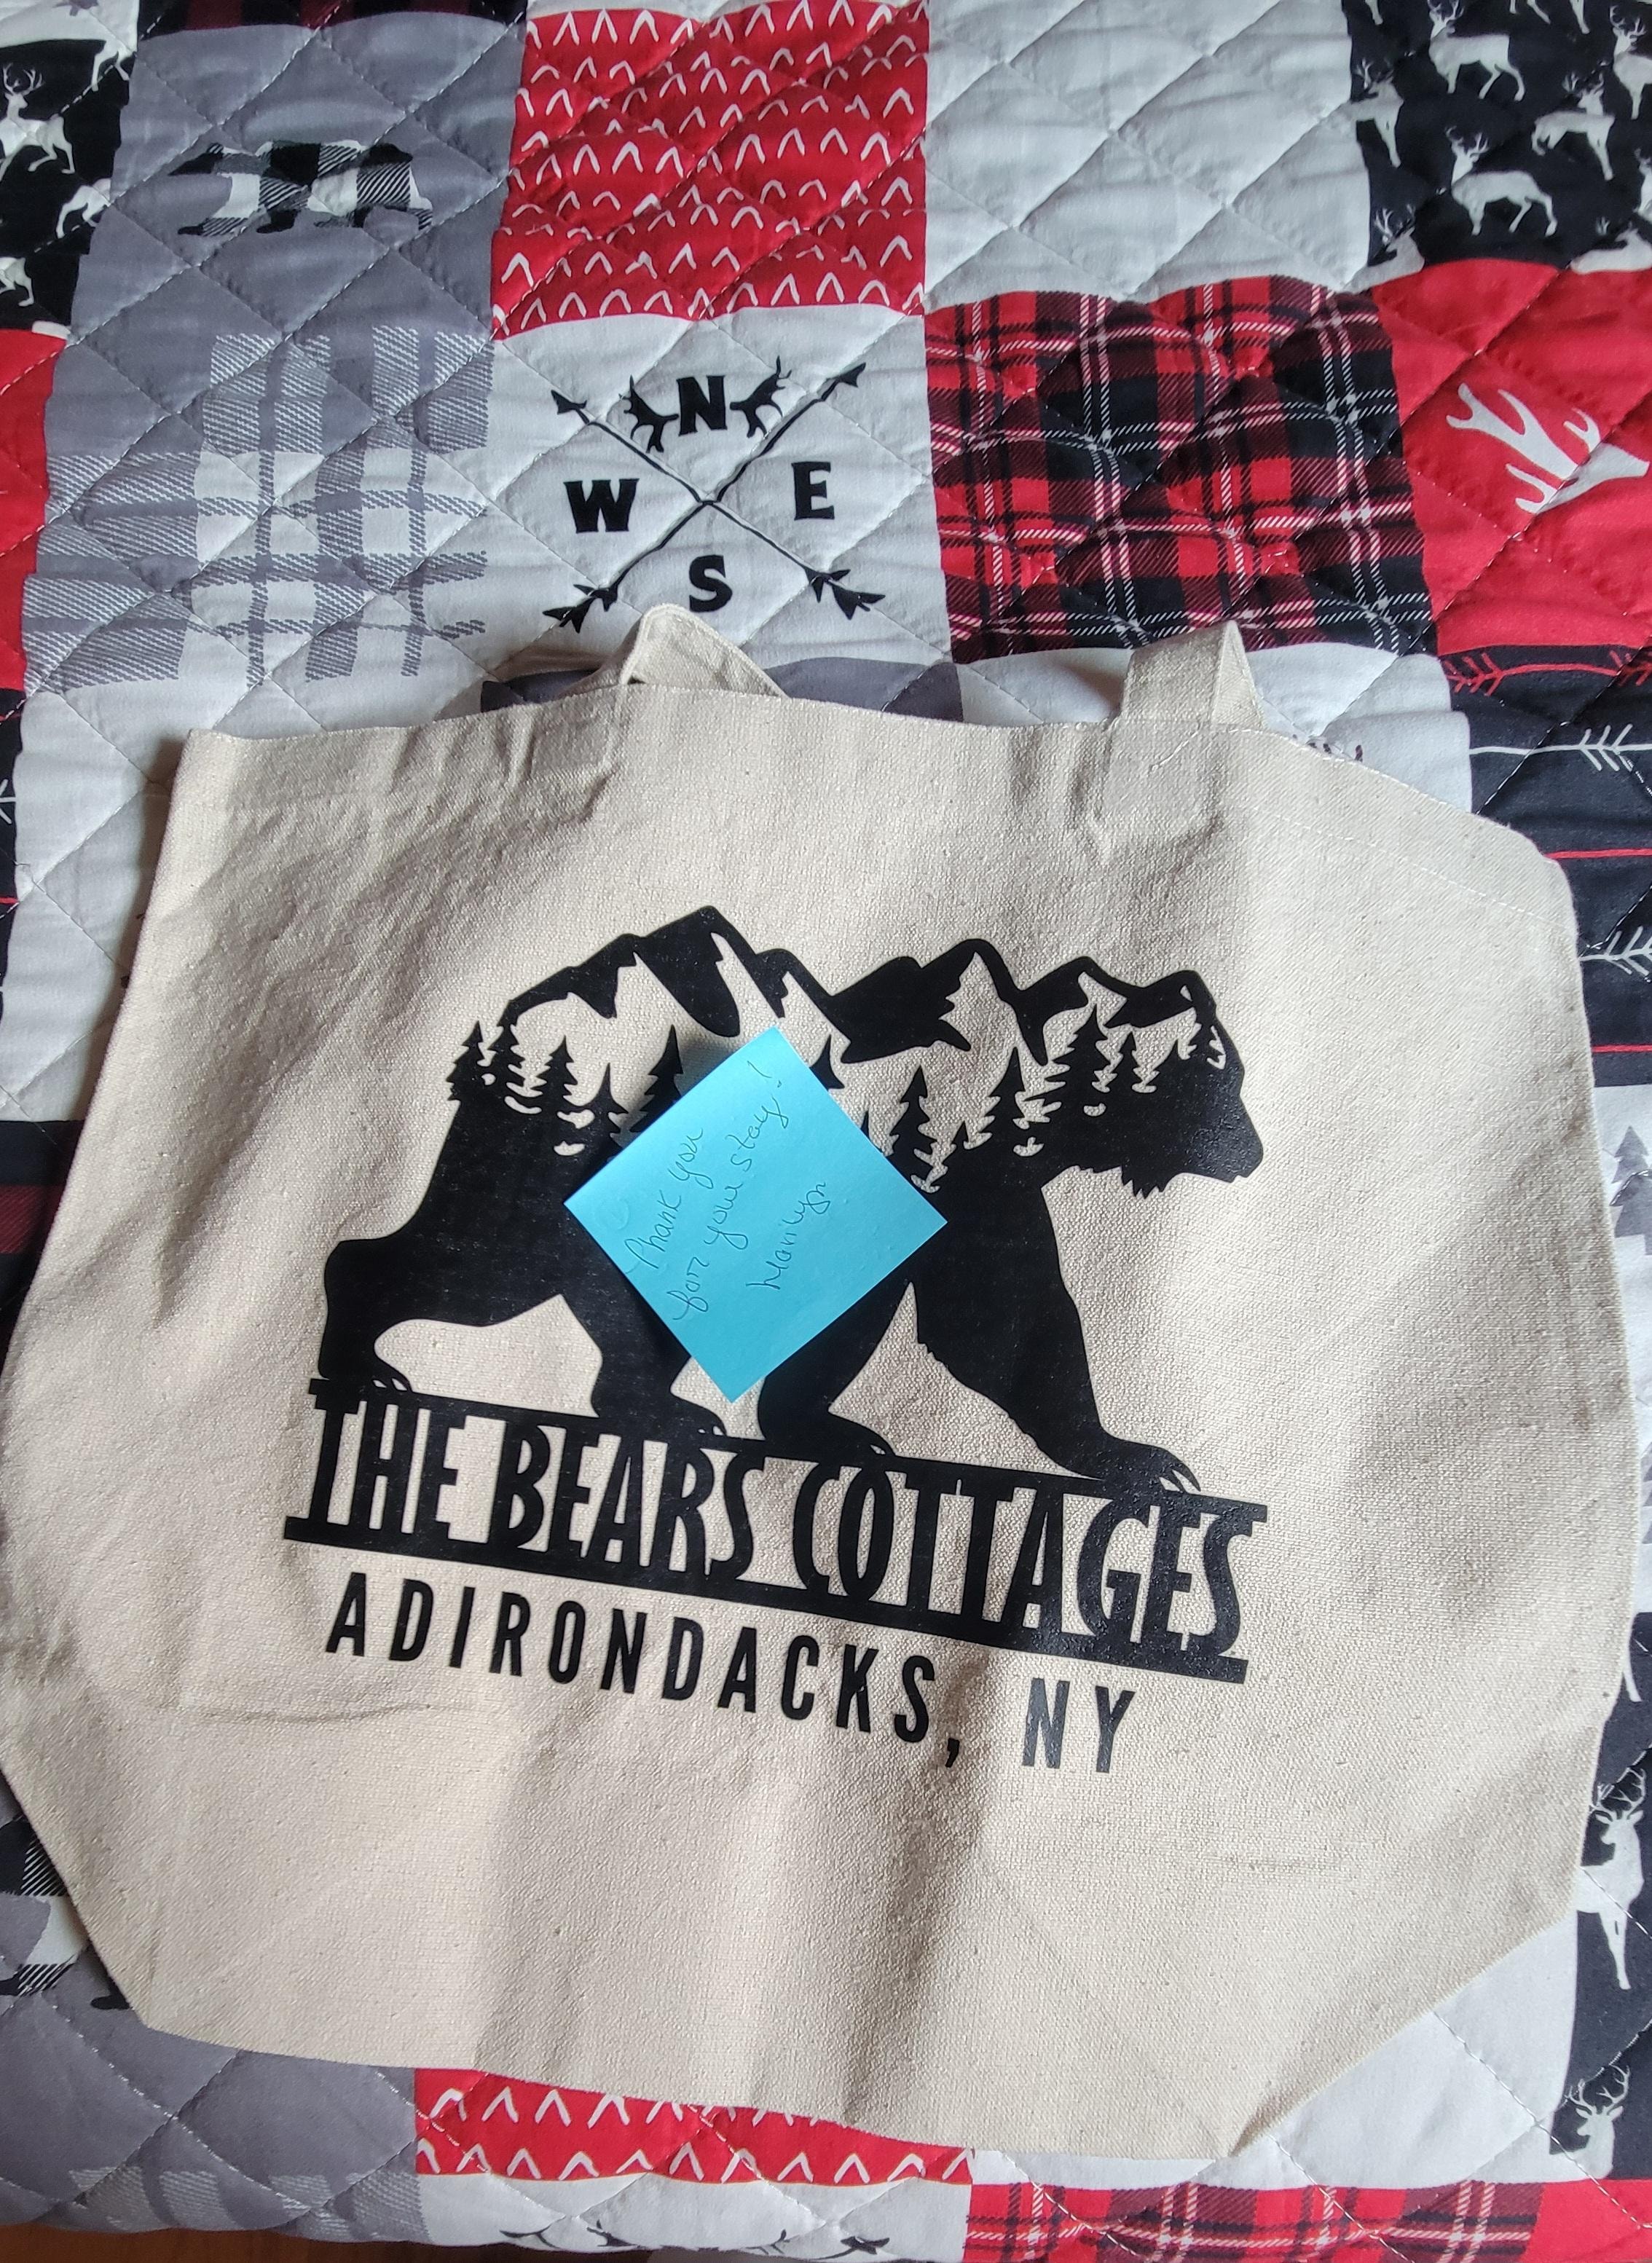 N
W E
S
Thank you
for your stay!
Marilyn
THE BEARS COTTAGES
ADIRONDACKS, NY